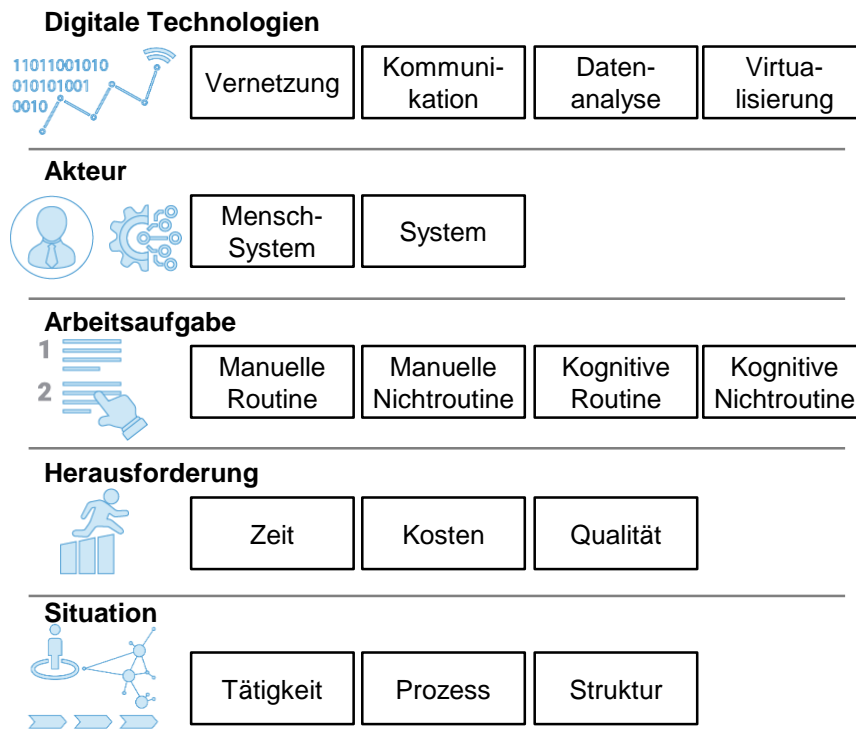 Digitale Technologien
11011001010
010101001
0010
Vernetzung
Kommuni-
kation
Daten-
analyse
Virtua-
lisierung
Akteur
Mensch-
System
System
Arbeitsaufgabe
1
2
Manuelle
Routine
Manuelle
Nichtroutine
Kognitive
Routine
Kognitive
Nichtroutine
Herausforderung
Zeit
Kosten
Qualität
Situation
Tätigkeit
Prozess
Struktur